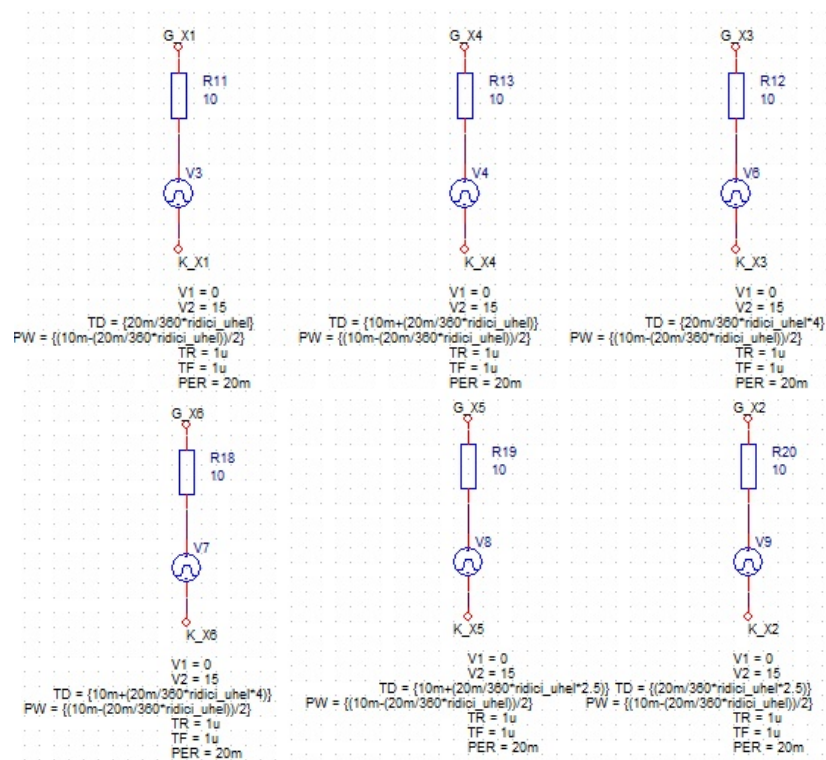 G_X1
R11
10
V3
K_X1
V1 = 0
V2 = 15
TD = {20m/360*ridici_uhel}
PW = {(10m-(20m/360*ridici_uhel))/2}
TR = 1u
TF = 1u
PER = 20m
G_X4
R13
10
V4
K_X4
V1 = 0
V2 = 15
TD = {10m+(20m/360*ridici_uhel)}
PW = {(10m-(20m/360*ridici_uhel))/2}
TR = 1u
TF = 1u
PER = 20m
G_X3
R12
10
V6
K_X3
V1 = 0
V2 = 15
TD = {20m/360*ridici_uhel*4}
PW = {(10m-(20m/360*ridici_uhel))/2}
TR = 1u
TF = 1u
PER = 20m
G_X6
R18
10
V7
K_X6
V1 = 0
V2 = 15
TD = {10m+(20m/360*ridici_uhel*4)}
PW = {(10m-(20m/360*ridici_uhel))/2}
TR = 1u
TF = 1u
PER = 20m
G_X5
R19
10
V8
K_X5
V1 = 0
V2 = 15
TD = {10m+(20m/360*ridici_uhel*2.5)}
PW = {(10m-(20m/360*ridici_uhel))/2}
TR = 1u
TF = 1u
PER = 20m
G_X2
R20
10
V9
K_X2
V1 = 0
V2 = 15
TD = {(20m/360*ridici_uhel*2.5)}
PW = {(10m-(20m/360*ridici_uhel))/2}
TR = 1u
TF = 1u
PER = 20m